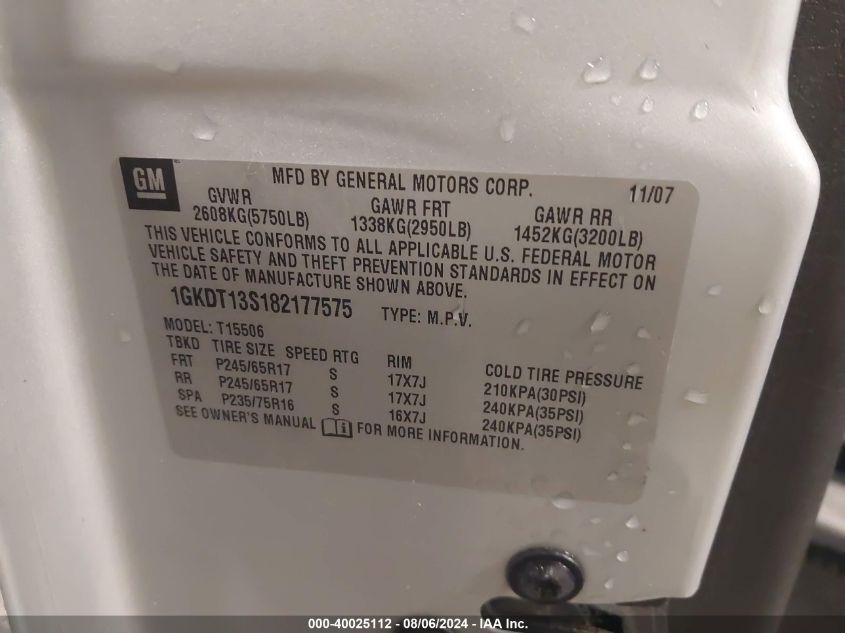 GM
MFD BY GENERAL MOTORS CORP. 11/07
GVWR GAWR FRT GAWR RR
2608KG(5750LB) 1338KG(2950LB) 1452KG(3200LB)
THIS VEHICLE CONFORMS TO ALL APPLICABLE U.S. FEDERAL MOTOR
VEHICLE SAFETY AND THEFT PREVENTION STANDARDS IN EFFECT ON
THE DATE OF MANUFACTURE SHOWN ABOVE.
1GKDT13S182177575 TYPE: M.P.V.
MODEL: T15506
TBKD TIRE SIZE SPEED RTG RIM COLD TIRE PRESSURE
FRT P245/65R17 S 17X7J 210KPA(30PSI)
RR P245/65R17 S 17X7J 240KPA(35PSI)
SPA P235/75R16 S 16X7J 240KPA(35PSI)
SEE OWNER'S MANUAL FOR MORE INFORMATION.
000-40025112 - 08/06/2024 - IAA Inc.